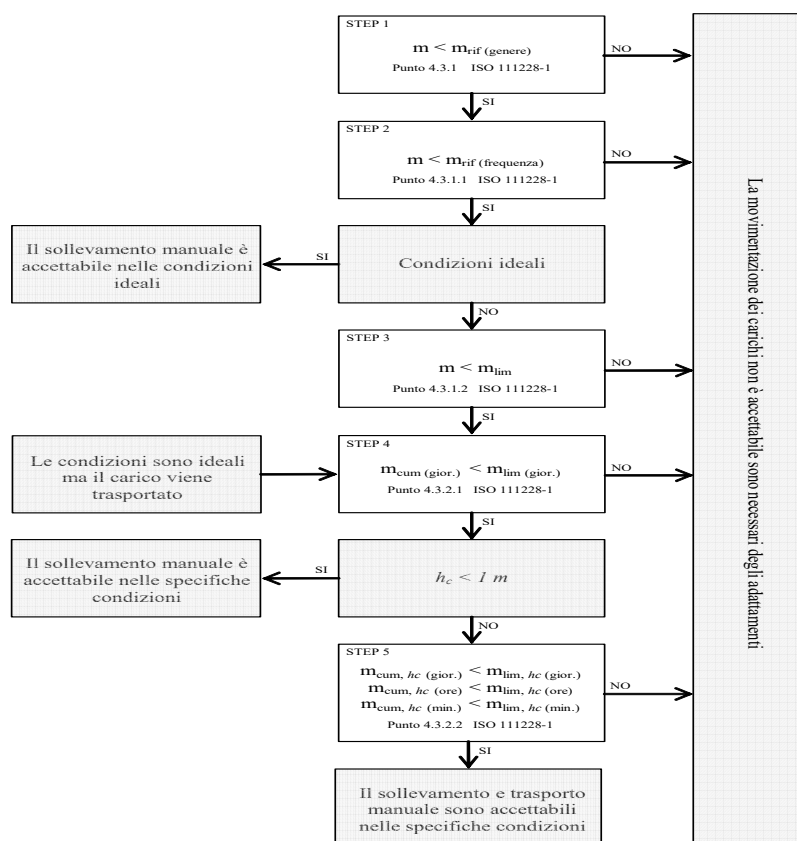 STEP 1
m < mrif (genere)
Punto 4.3.1 ISO 111228-1
NO
SI
STEP 2
m < mrif (frequenza)
Punto 4.3.1.1 ISO 111228-1
NO
SI
Il sollevamento manuale è
accettabile nelle condizioni
ideali
SI
Condizioni ideali
NO
STEP 3
m < mlim
Punto 4.3.1.2 ISO 111228-1
NO
SI
Le condizioni sono ideali
ma il carico viene
trasportato
STEP 4
mcum (gior.) < mlim (gior.)
Punto 4.3.2.1 ISO 111228-1
NO
SI
Il sollevamento manuale è
accettabile nelle specifiche
condizioni
SI
hc < 1 m
NO
STEP 5
mcum, hc (gior.) < mlim, hc (gior.)
mcum, hc (ore) < mlim, hc (ore)
mcum, hc (min.) < mlim, hc (min.)
Punto 4.3.2.2 ISO 111228-1
NO
SI
Il sollevamento e trasporto
manuale sono accettabili
nelle specifiche condizioni
La movimentazione dei carichi non è accettabile sono necessari degli adattamenti